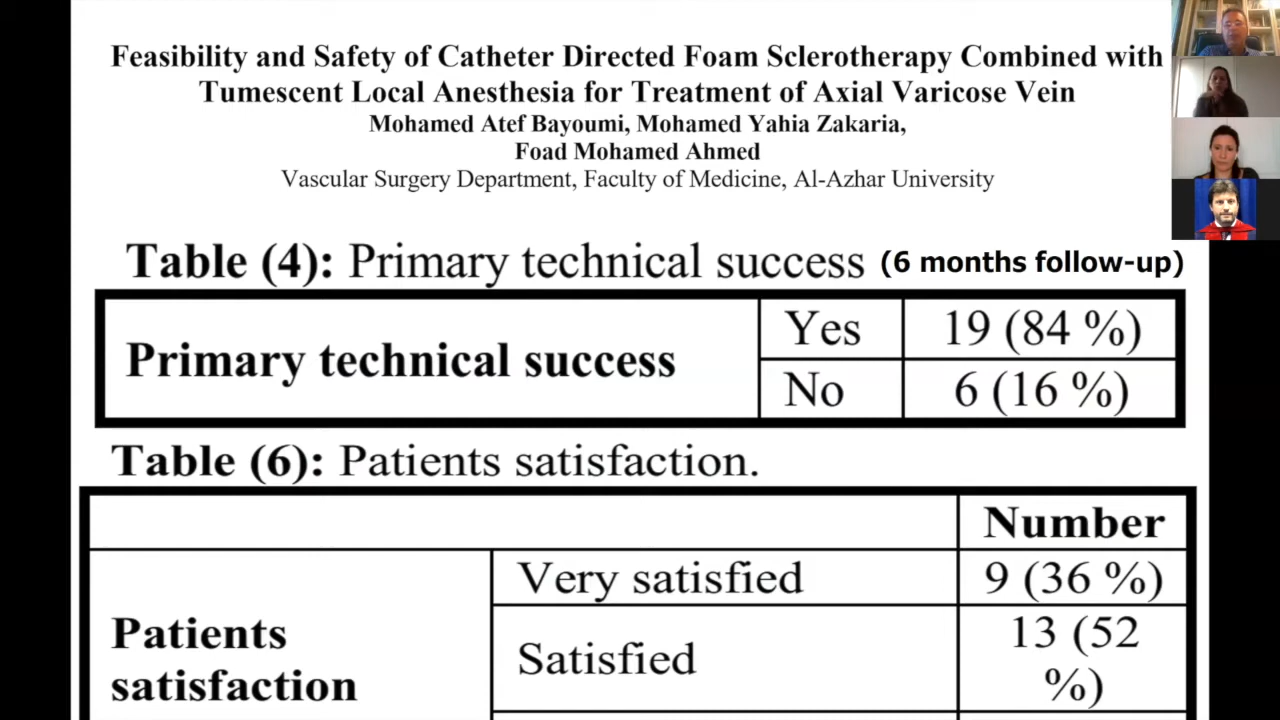 Feasibility and Safety of Catheter Directed Foam Sclerotherapy Combined with
Tumescent Local Anesthesia for Treatment of Axial Varicose Vein
Mohamed Atef Bayoumi, Mohamed Yahia Zakaria,
Foad Mohamed Ahmed
Vascular Surgery Department, Faculty of Medicine, Al-Azhar University
Table (4): Primary technical success (6 months follow-up)
Primary technical success
Yes 19 (84 %)
No 6 (16 %)
Table (6): Patients satisfaction.
Number
Patients
satisfaction
Very satisfied 9 (36 %)
Satisfied 13 (52
%)